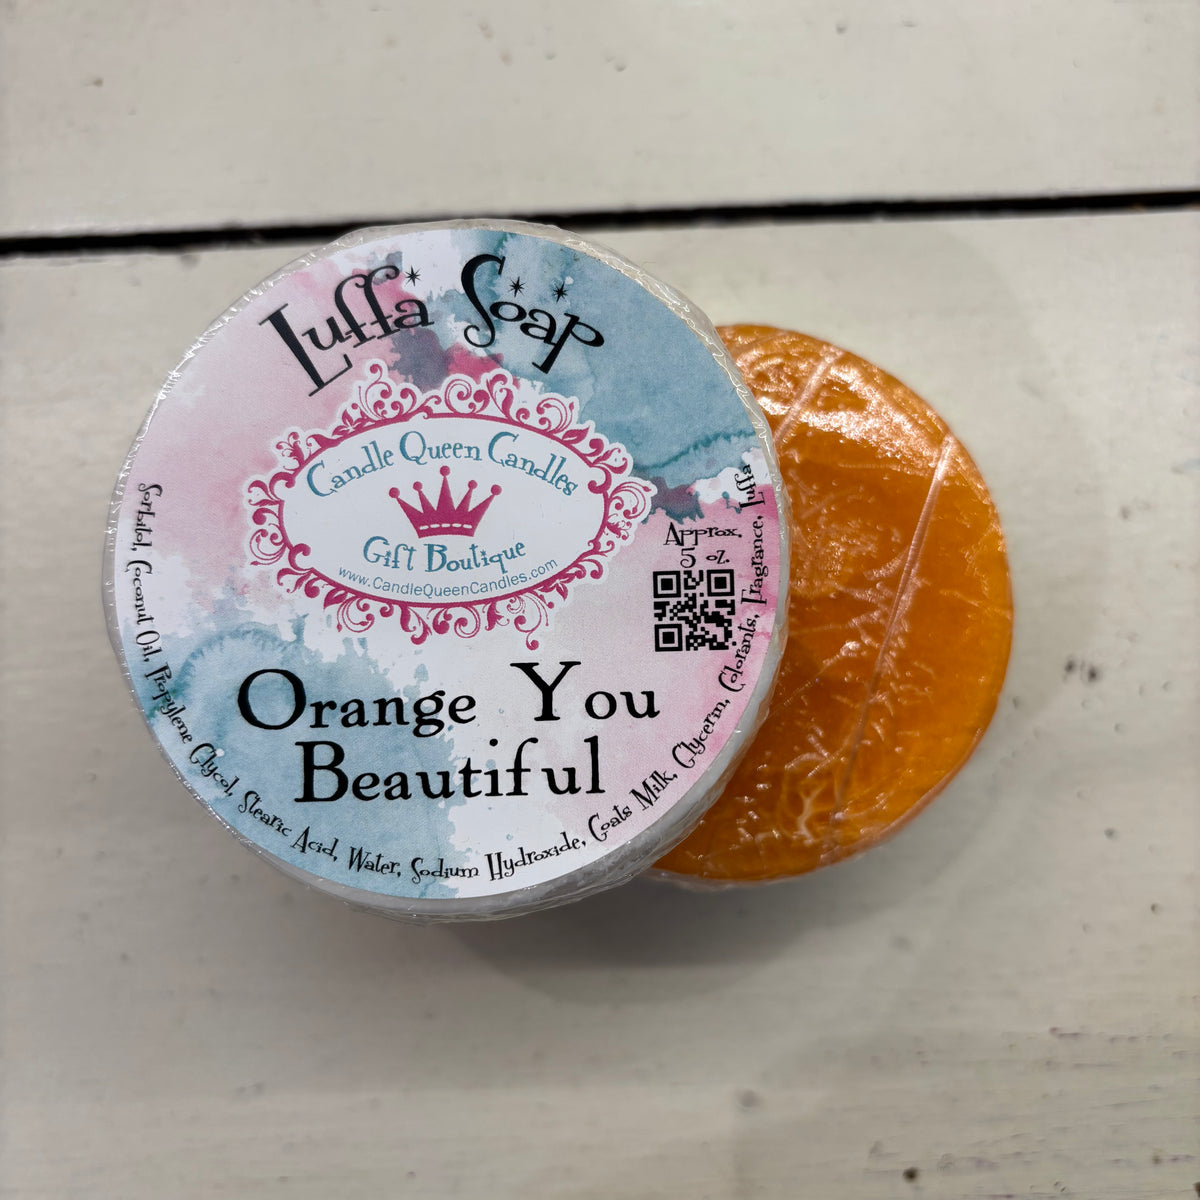 Luffa Soap
Candle Queen Candles
Gift Boutique
www.CandleQueenCandles.com
Approx.
5 oz.
Orange You
Beautiful
Sorbitol, Coconut Oil, Propylene Glycol, Stearic Acid, Water, Sodium Hydroxide, Goats Milk, Glycerin, Colorants, Fragrance, Luffa